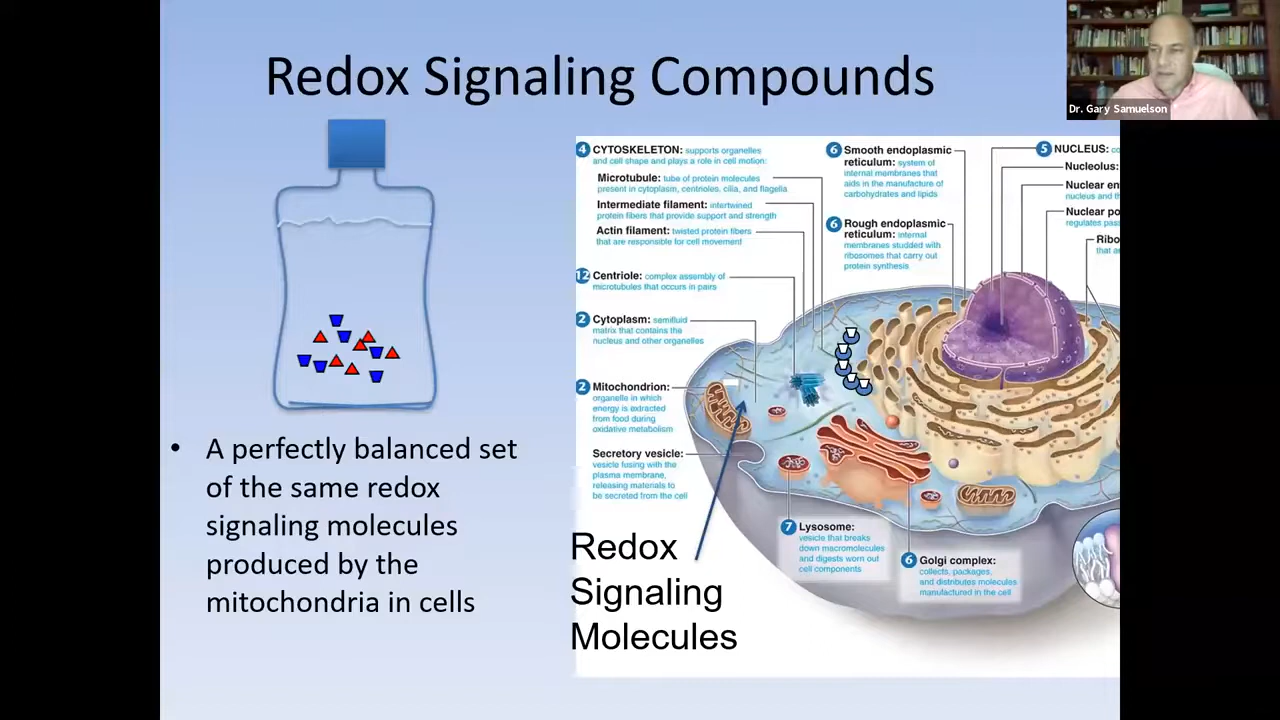 Redox Signaling Compounds
Dr. Gary Samuelson
• A perfectly balanced set
of the same redox
signaling molecules
produced by the
mitochondria in cells
4 CYTOSKELETON: supports organelles
and cell shape and plays a role in cell motion:
Microtubule: tube of protein molecules
present in cytoplasm, centrioles, cilia, and flagella
Intermediate filament: intertwined
protein fibers that provide support and strength
Actin filament: twisted protein fibers
that are responsible for cell movement
12 Centriole: complex assembly of
microtubules that occurs in pairs
2 Cytoplasm: semifluid
matrix that contains the
nucleus and other organelles
2 Mitochondrion:
organelle in which
energy is extracted
from food during
oxidative metabolism
Secretory vesicle:
vesicle fusing with the
plasma membrane,
releasing materials to
be secreted from the cell
6 Smooth endoplasmic
reticulum: system of
internal membranes that
aids in the manufacture of
carbohydrates and lipids
6 Rough endoplasmic
reticulum: internal
membranes studded with
ribosomes that carry out
protein synthesis
5 NUCLEUS:
Nucleolus:
Nuclear en
nucleus and th
Nuclear po
regulates pas
Ribo
that a
7 Lysosome:
vesicle that breaks
down macromolecules
and digests worn out
cell components
6 Golgi complex:
collects, packages,
and distributes molecules
manufactured in the cell
Redox
Signaling
Molecules